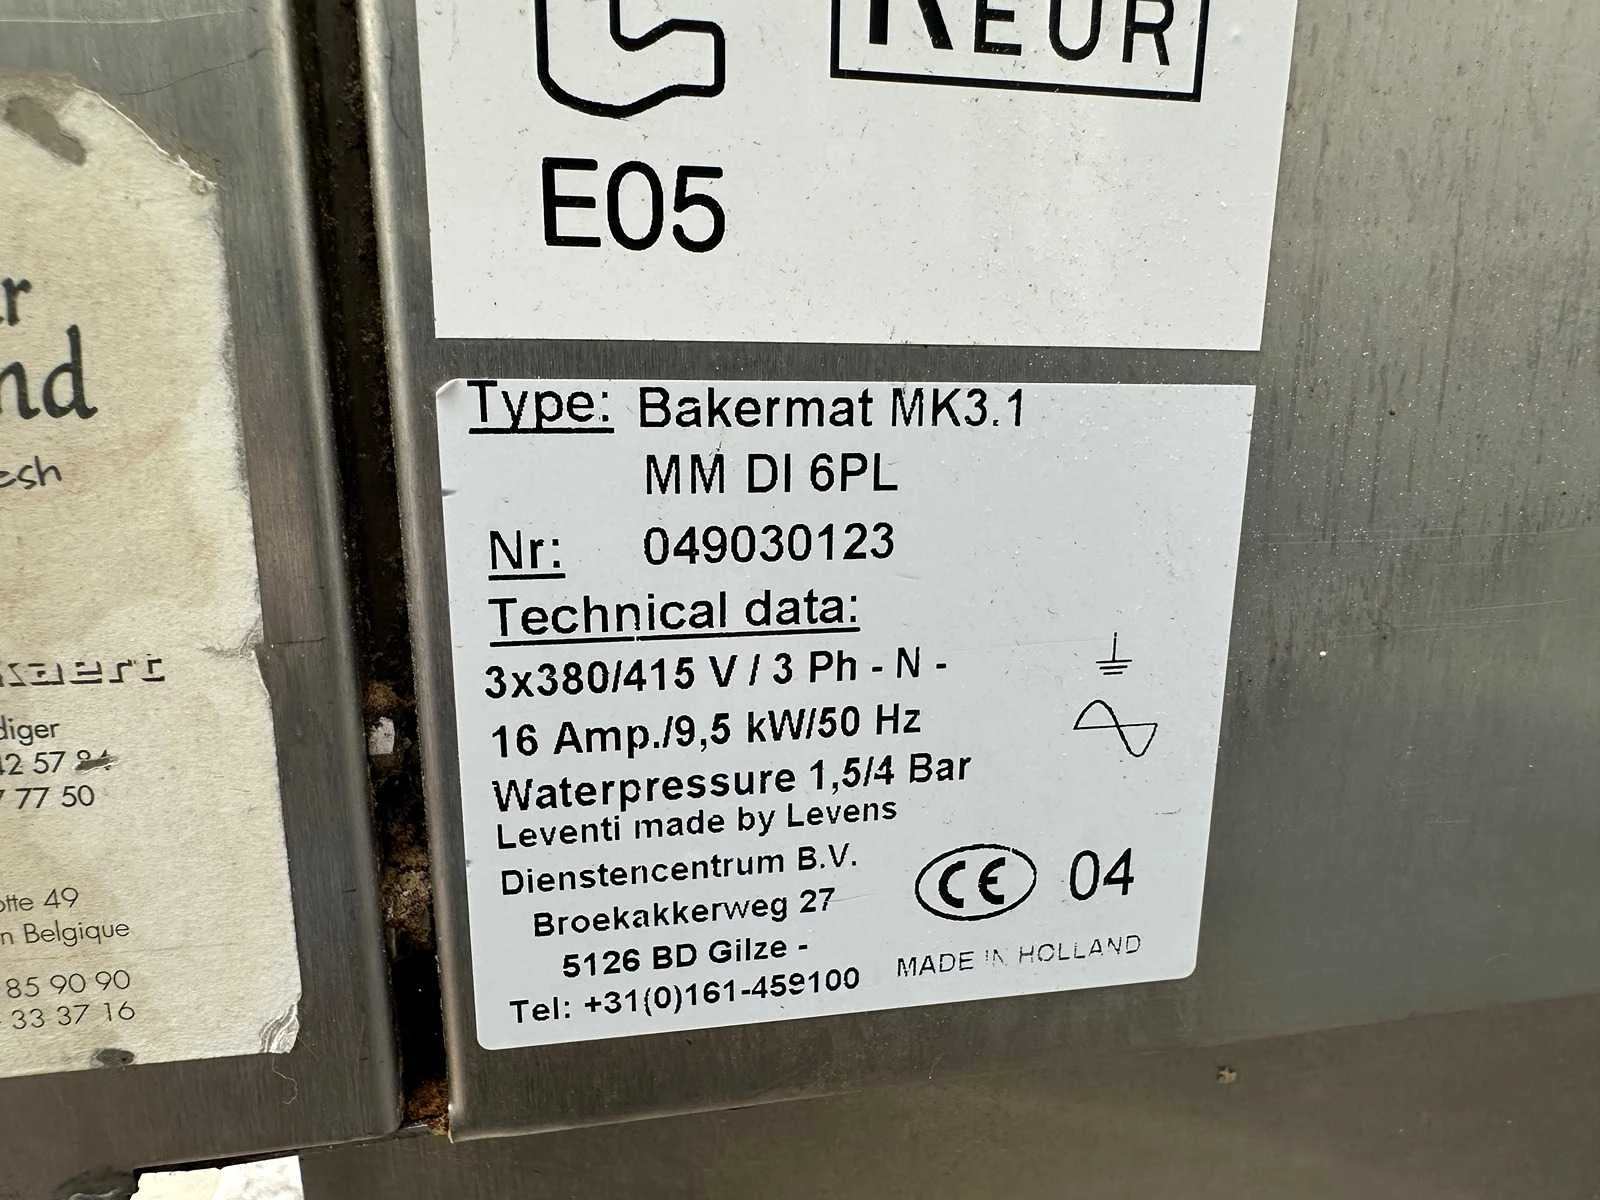 KEUR
E05
Type: Bakermat MK3.1
MM DI 6PL
Nr: 049030123
Technical data:
3x380/415 V / 3 Ph - N -
16 Amp./9,5 kW/50 Hz
Waterpressure 1,5/4 Bar
Leventi made by Levens
Dienstencentrum B.V.
Broekakkerweg 27
5126 BD Gilze -
Tel: +31(0)161-459100
CE 04
MADE IN HOLLAND
r
nd
esh
kaert
diger
42 57
7 77 50
otte 49
n Belgique
85 90 90
33 37 16